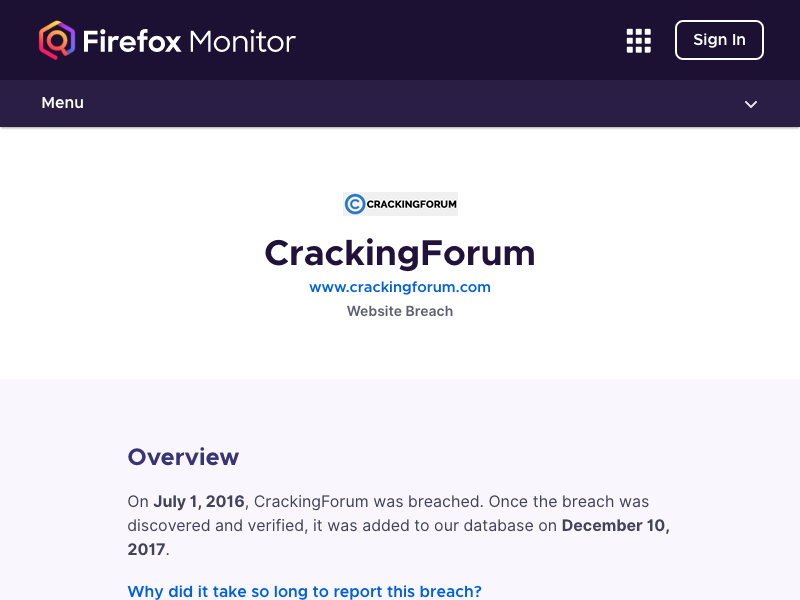 Firefox Monitor
Sign In
Menu
CRACKINGFORUM
CrackingForum
www.crackingforum.com
Website Breach
Overview
On July 1, 2016, CrackingForum was breached. Once the breach was
discovered and verified, it was added to our database on December 10,
2017.
Why did it take so long to report this breach?